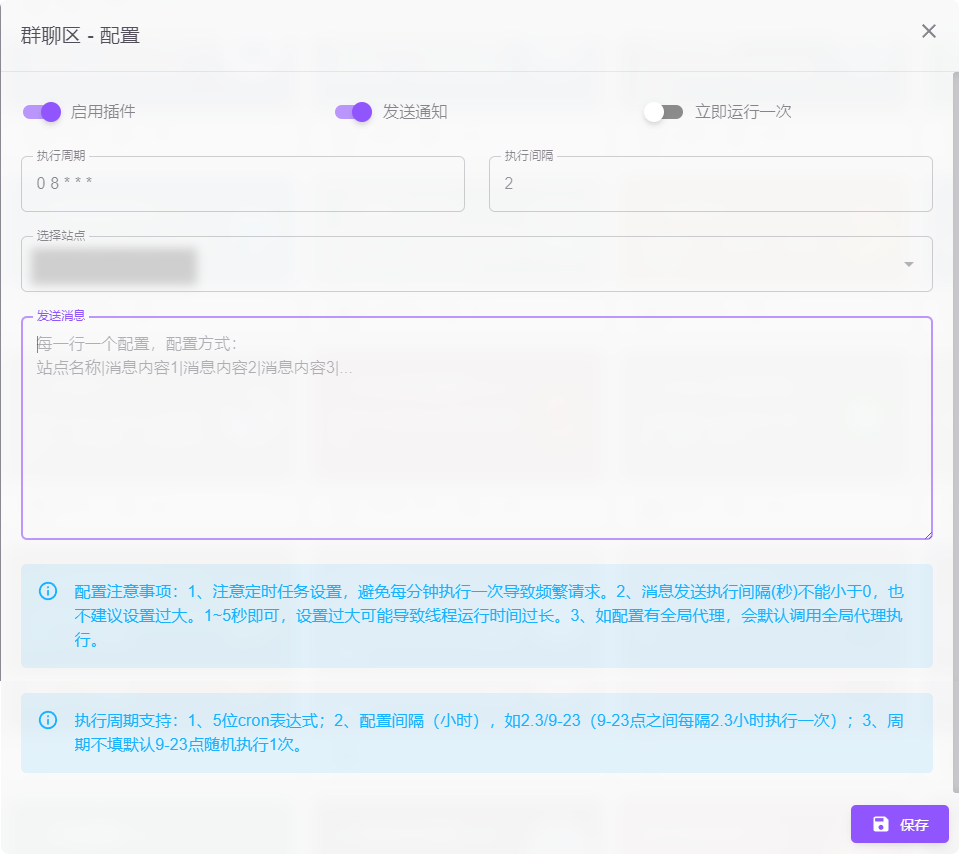 群聊区 - 配置
启用插件
发送通知
立即运行一次
执行周期
0 8 * * *
执行间隔
2
选择站点
发送消息
每一行一个配置，配置方式：
站点名称|消息内容1|消息内容2|消息内容3|...
配置注意事项：1、注意定时任务设置，避免每分钟执行一次导致频繁请求。2、消息发送执行间隔(秒)不能小于0，也
不建议设置过大。1~5秒即可，设置过大可能导致线程运行时间过长。3、如配置有全局代理，会默认调用全局代理执
行。
执行周期支持：1、5位cron表达式；2、配置间隔（小时），如2.3/9-23（9-23点之间每隔2.3小时执行一次）；3、周
期不填默认9-23点随机执行1次。
保存